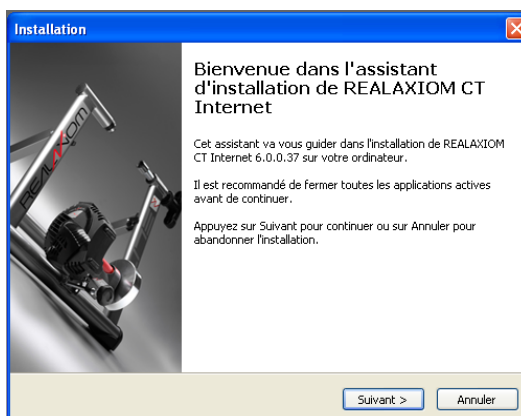 Installation
Bienvenue dans l'assistant
d'installation de REALAXIOM CT
Internet
Cet assistant va vous guider dans l'installation de REALAXIOM
CT Internet 6.0.0.37 sur votre ordinateur.
Il est recommandé de fermer toutes les applications actives
avant de continuer.
Appuyez sur Suivant pour continuer ou sur Annuler pour
abandonner l'installation.
REALAXIOM
Suivant >
Annuler